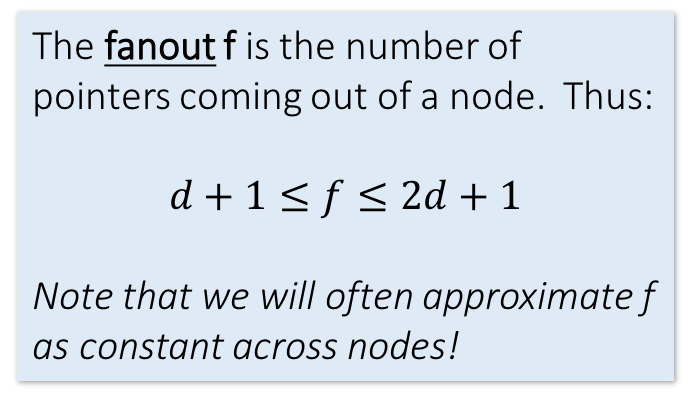 The fanout f is the number of
pointers coming out of a node. Thus:
d + 1 ≤ f ≤ 2d + 1
Note that we will often approximate f
as constant across nodes!